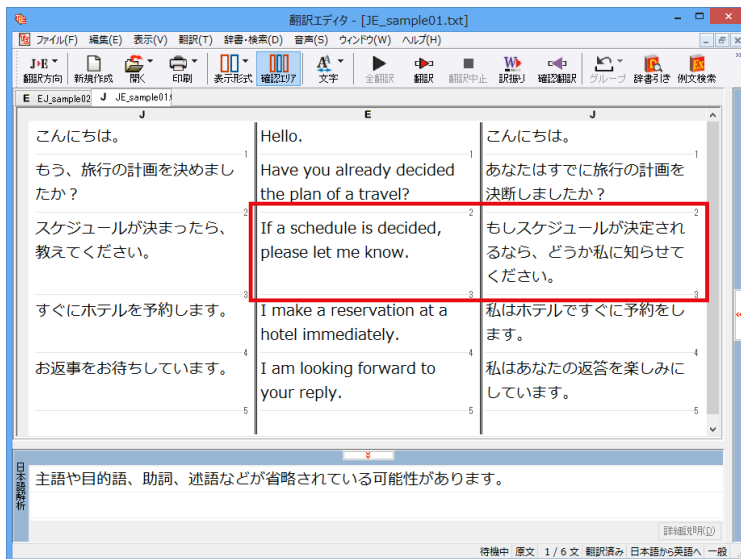 翻訳エディタ - [JE_sample01.txt]
ファイル(F) 編集(E) 表示(V) 翻訳(T) 辞書・検索(D) 音声(S) ウィンドウ(W) ヘルプ(H)
J▸E
翻訳方向 新規作成 開く 印刷 表示形式 確認エリア 文字 全翻訳 翻訳 翻訳中止 訳振り 確認翻訳 グループ 辞書引き 例文検索
E EJ_sample02 J JE_sample01
J E J
こんにちは。
1
Hello.
1
こんにちは。
1
もう、旅行の計画を決めまし
たか？
2
Have you already decided
the plan of a travel?
2
あなたはすでに旅行の計画を
決断しましたか？
2
スケジュールが決まったら、
教えてください。
3
If a schedule is decided,
please let me know.
3
もしスケジュールが決定され
るなら、どうか私に知らせて
ください。
3
すぐにホテルを予約します。
4
I make a reservation at a
hotel immediately.
4
私はホテルですぐに予約をし
ます。
4
お返事をお待ちしています。
5
I am looking forward to
your reply.
5
私はあなたの返答を楽しみに
しています。
5
日本語解析
主語や目的語、助詞、述語などが省略されている可能性があります。
詳細説明(D)
待機中 原文 1 / 6 文 翻訳済み 日本語から英語へ 一般